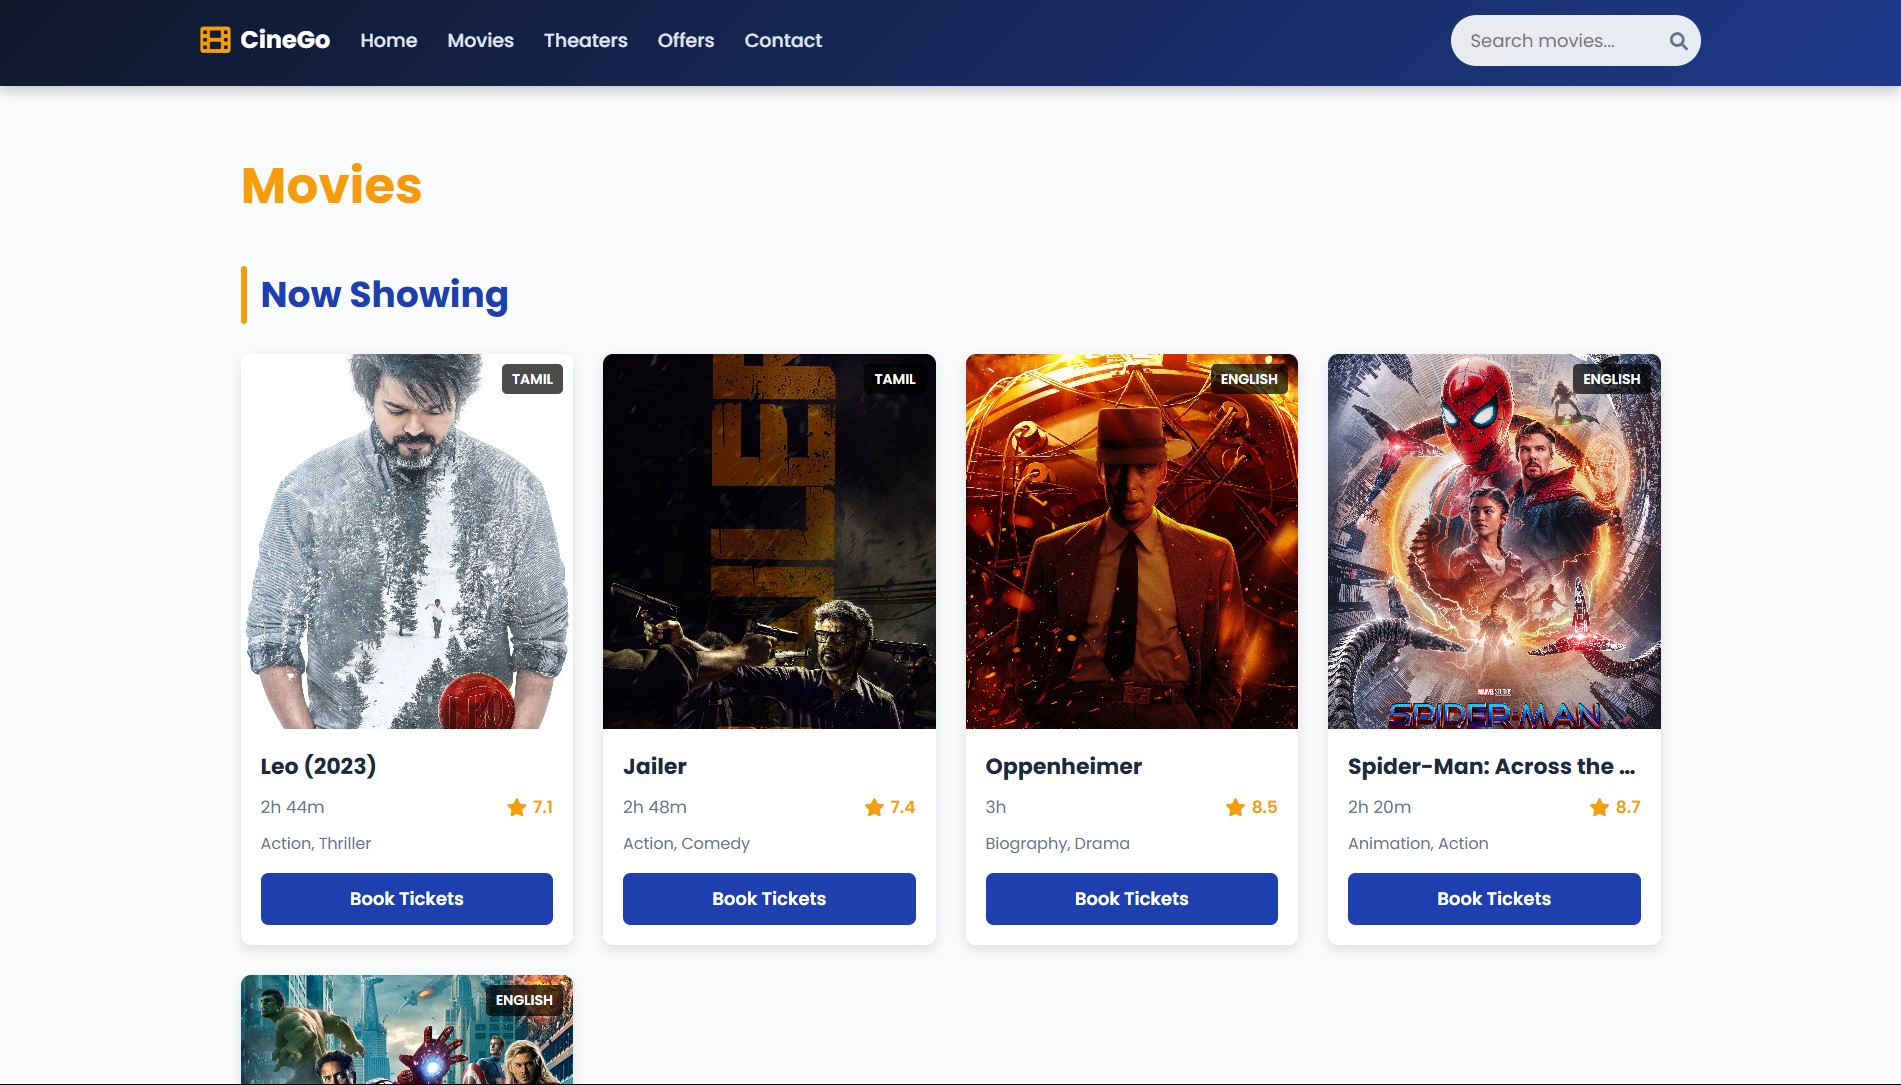 CineGo
Home
Movies
Theaters
Offers
Contact
Search movies...
Movies
Now Showing
TAMIL
LEO
Leo (2023)
2h 44m
7.1
Action, Thriller
Book Tickets
TAMIL
JAILER
Jailer
2h 48m
7.4
Action, Comedy
Book Tickets
ENGLISH
Oppenheimer
3h
8.5
Biography, Drama
Book Tickets
ENGLISH
MARVEL STUDIOS
SPIDER-MAN
Spider-Man: Across the ...
2h 20m
8.7
Animation, Action
Book Tickets
ENGLISH